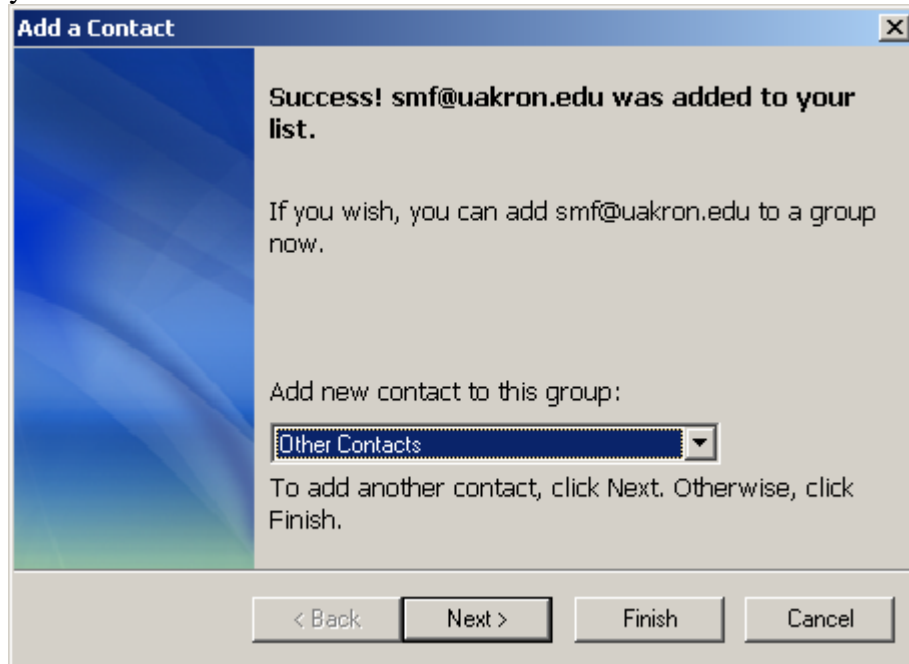 Add a Contact
Success! smf@uakron.edu was added to your
list.
If you wish, you can add smf@uakron.edu to a group
now.
Add new contact to this group:
Other Contacts
To add another contact, click Next. Otherwise, click
Finish.
< Back
Next >
Finish
Cancel